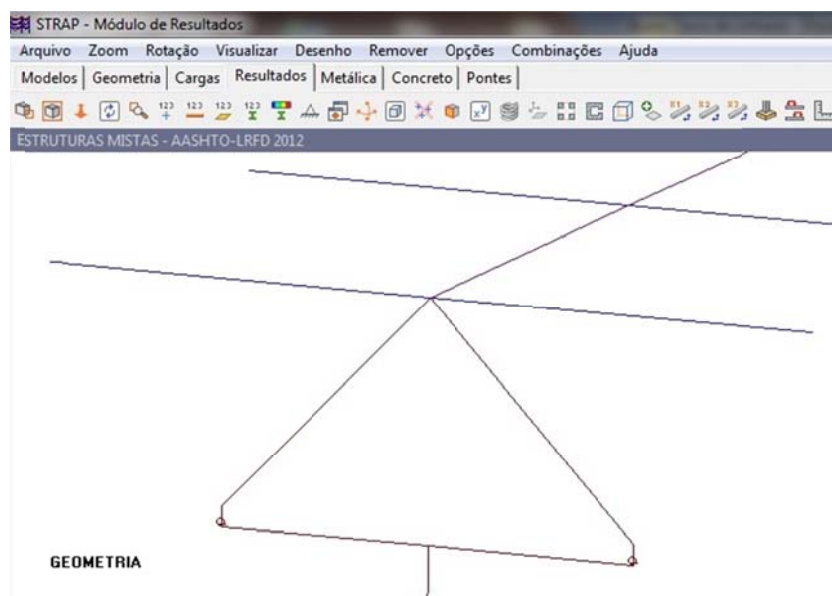 STRAP - Módulo de Resultados
Arquivo Zoom Rotação Visualizar Desenho Remover Opções Combinações Ajuda
Modelos Geometria Cargas Resultados Metálica Concreto Pontes
ESTRUTURAS MISTAS - AASHTO-LRFD 2012
GEOMETRIA